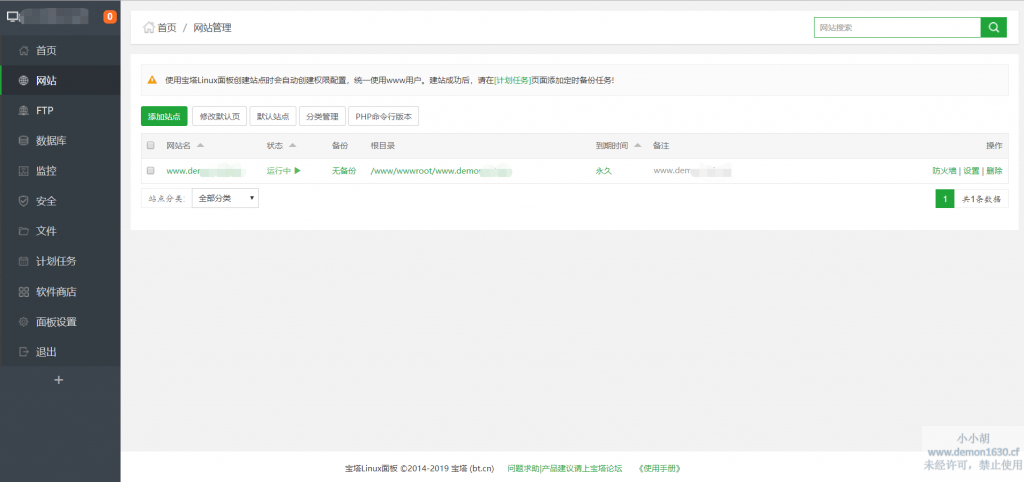 0
首页
网站
FTP
数据库
监控
安全
文件
计划任务
软件商店
面板设置
退出
首页 / 网站管理
网站搜索
使用宝塔Linux面板创建站点时会自动创建权限配置，统一使用www用户。建站成功后，请在[计划任务]页面添加定时备份任务!
添加站点 修改默认页 默认站点 分类管理 PHP命令行版本
网站名 状态 备份 根目录 到期时间 备注 操作
www.de 运行中 无备份 /www/wwwroot/www.demo 永久 www.dem 防火墙 | 设置 | 删除
站点分类: 全部分类 1 共1条数据
宝塔Linux面板 ©2014-2019 宝塔 (bt.cn) 问题求助|产品建议请上宝塔论坛 《使用手册》
小小胡
www.demon1630.cf
未经许可，禁止使用